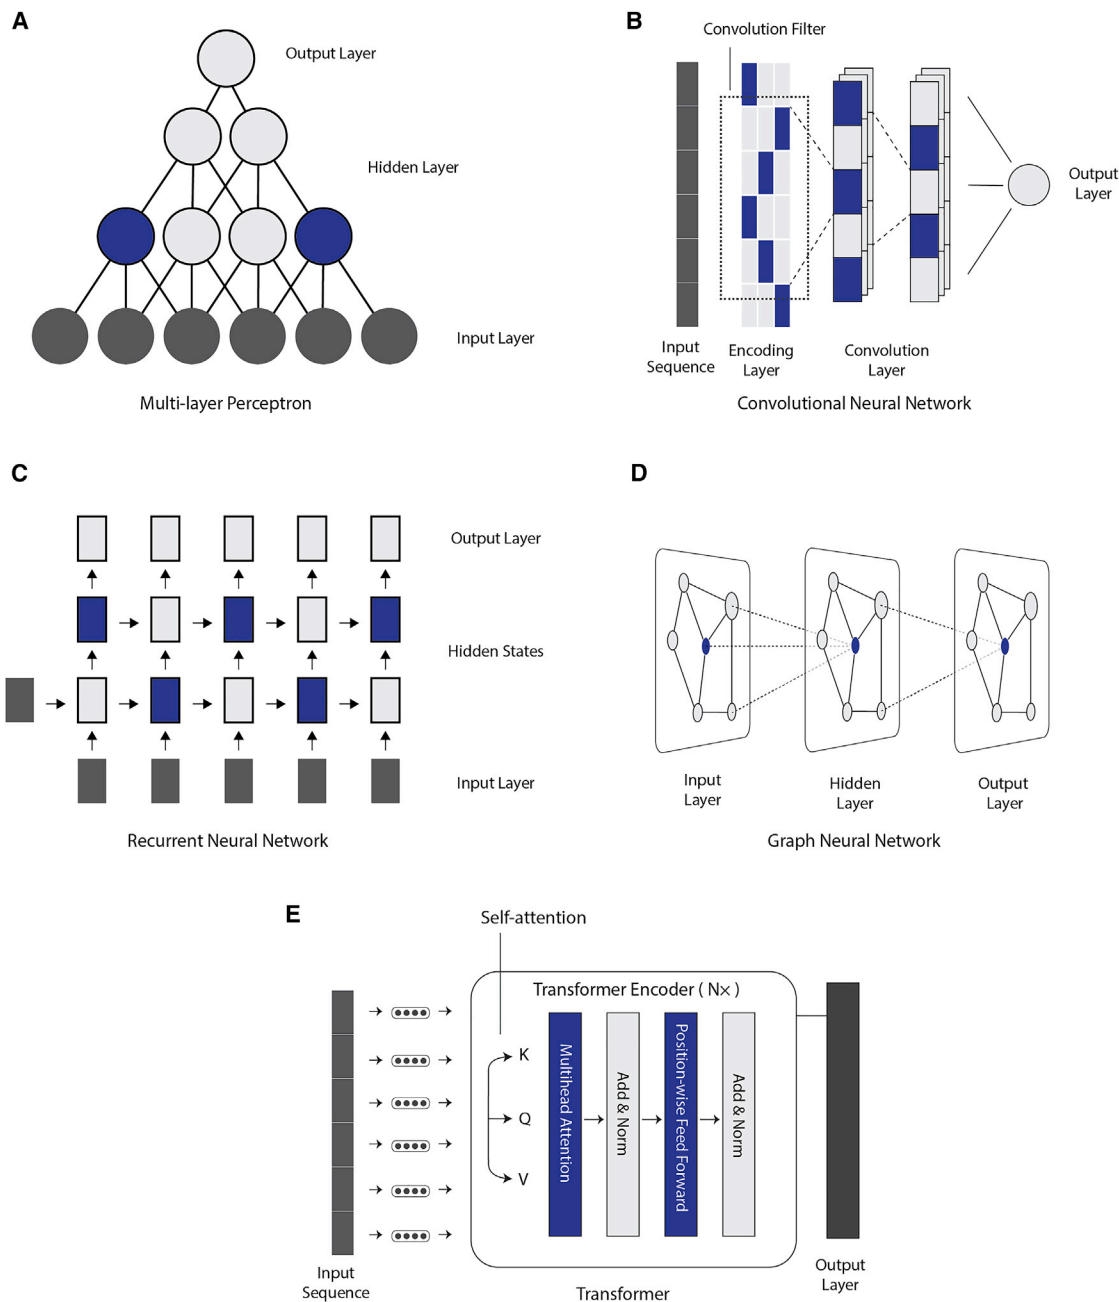 A
Output Layer
Hidden Layer
Input Layer
Multi-layer Perceptron
B
Convolution Filter
Output
Layer
Input
Sequence
Encoding
Layer
Convolution
Layer
Convolutional Neural Network
C
Output Layer
Hidden States
Input Layer
Recurrent Neural Network
D
Input
Layer
Hidden
Layer
Output
Layer
Graph Neural Network
E
Self-attention
Transformer Encoder ( N× )
K
Q
V
Multihead Attention
Add & Norm
Position-wise Feed Forward
Add & Norm
Input
Sequence
Transformer
Output
Layer